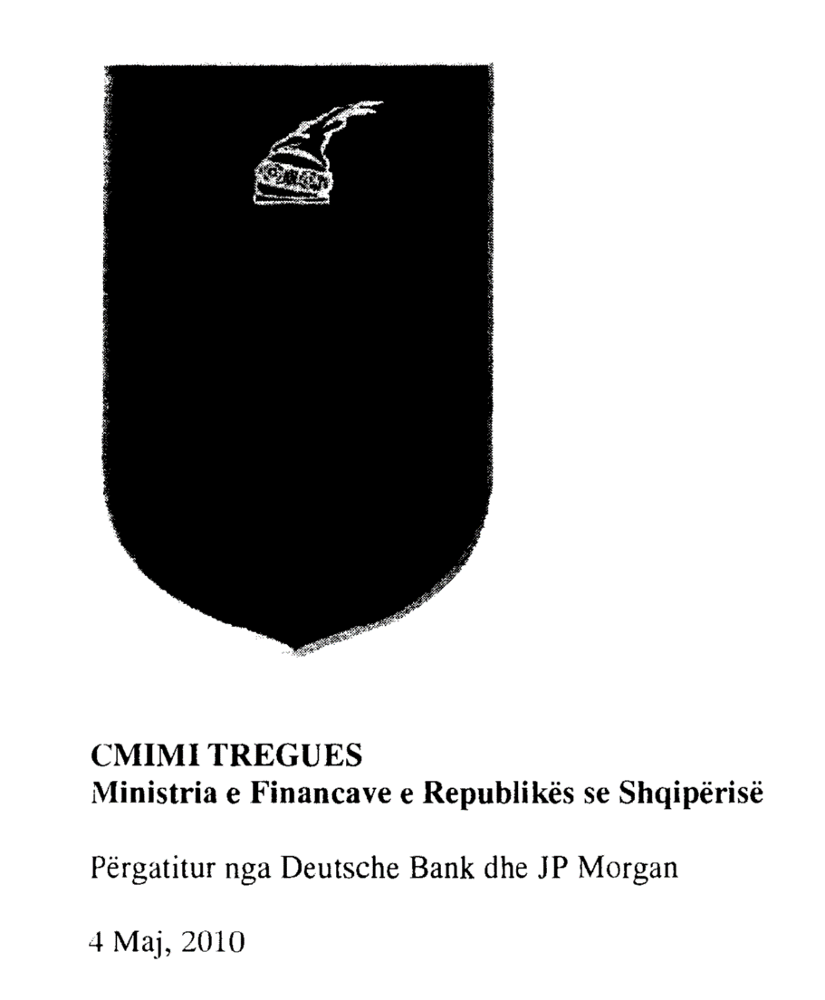 CMIMI TREGUES
Ministria e Financave e Republikës se Shqipërisë
Përgatitur nga Deutsche Bank dhe JP Morgan
4 Maj, 2010